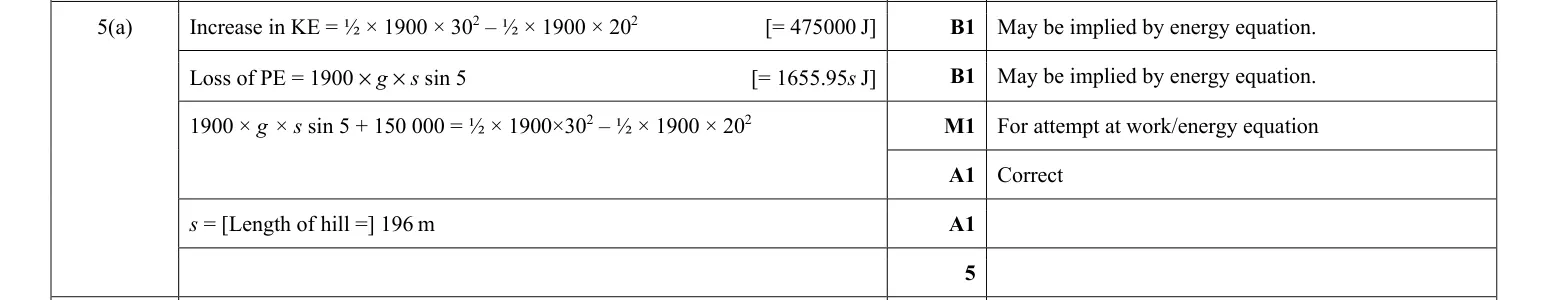 5(a) Increase in KE = ½ × 1900 × 30² – ½ × 1900 × 20² [= 475000 J] B1 May be implied by energy equation.
Loss of PE = 1900 × g × s sin 5 [= 1655.95s J] B1 May be implied by energy equation.
1900 × g × s sin 5 + 150 000 = ½ × 1900×30² – ½ × 1900 × 20² M1 For attempt at work/energy equation
A1 Correct
s = [Length of hill =] 196 m A1
5